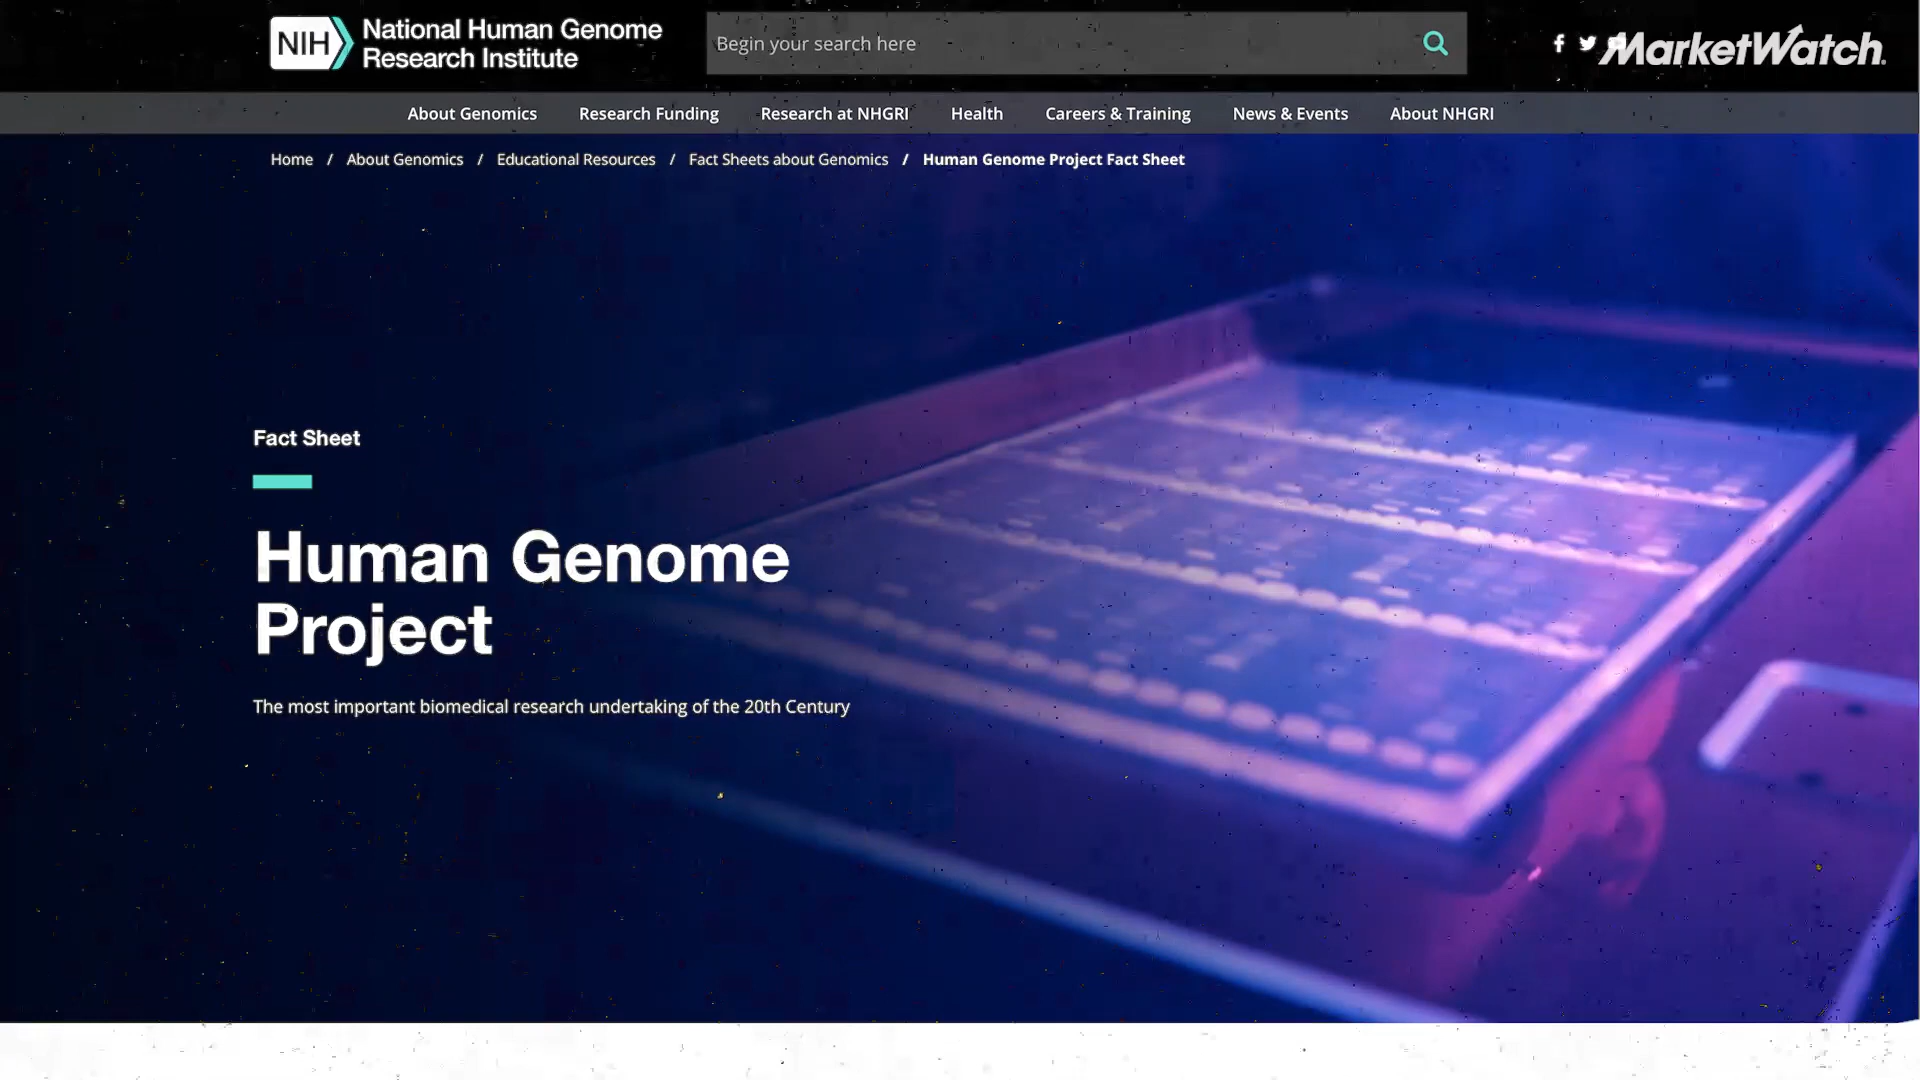 NIH
National Human Genome
Research Institute
Begin your search here
MarketWatch.
About Genomics
Research Funding
Research at NHGRI
Health
Careers & Training
News & Events
About NHGRI
Home / About Genomics / Educational Resources / Fact Sheets about Genomics / Human Genome Project Fact Sheet
Fact Sheet
Human Genome
Project
The most important biomedical research undertaking of the 20th Century